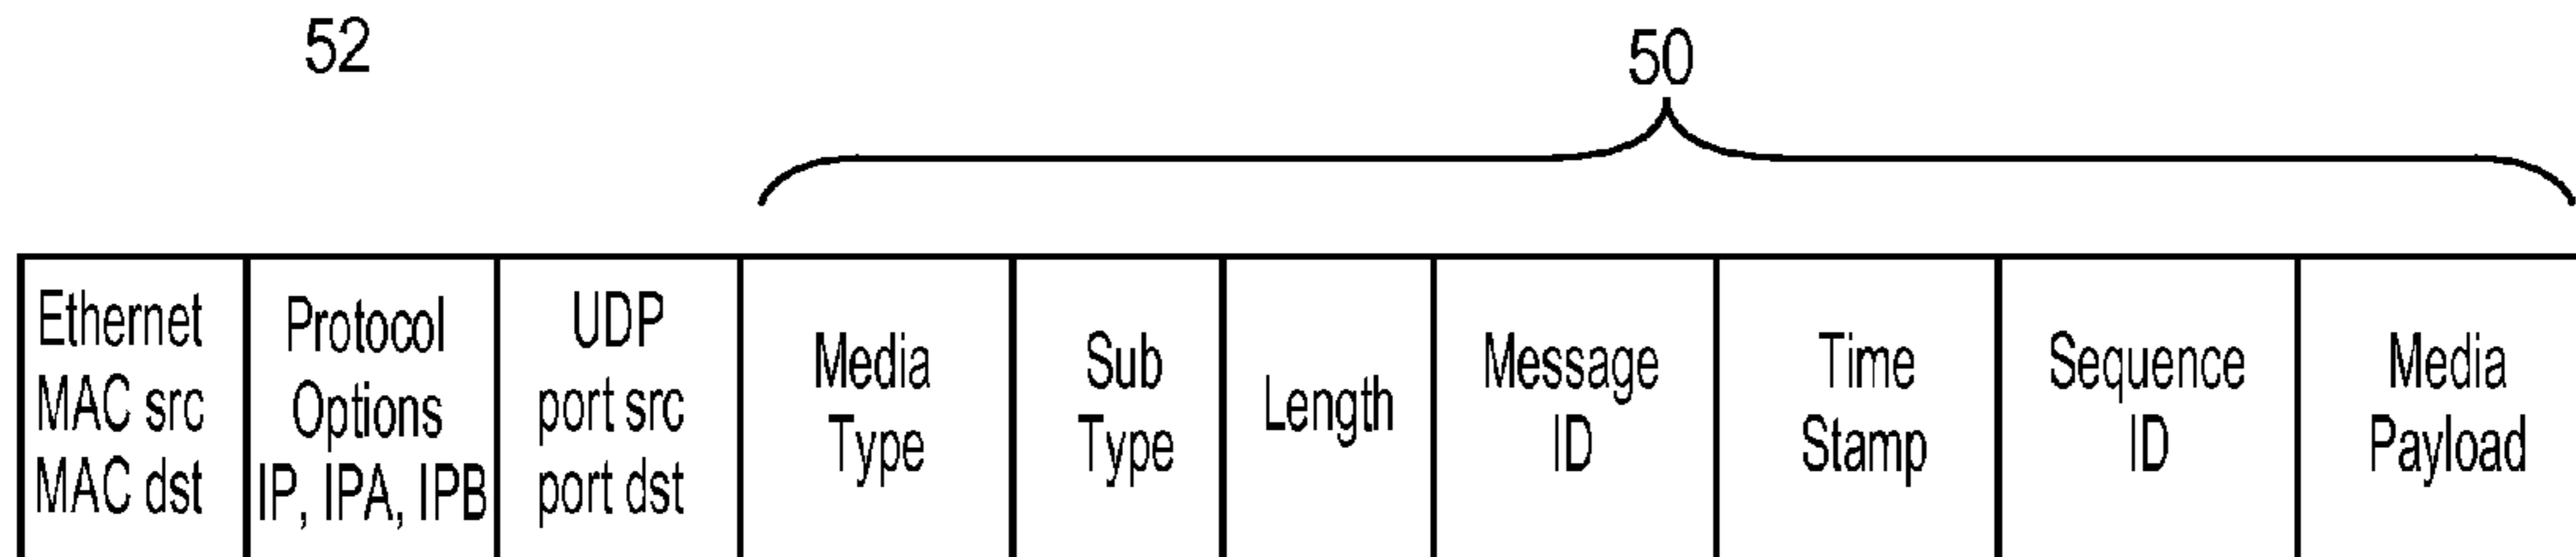 52
50
Ethernet
MAC src
MAC dst
Protocol
Options
IP, IPA, IPB
UDP
port src
port dst
Media
Type
Sub
Type
Length
Message
ID
Time
Stamp
Sequence
ID
Media
Payload